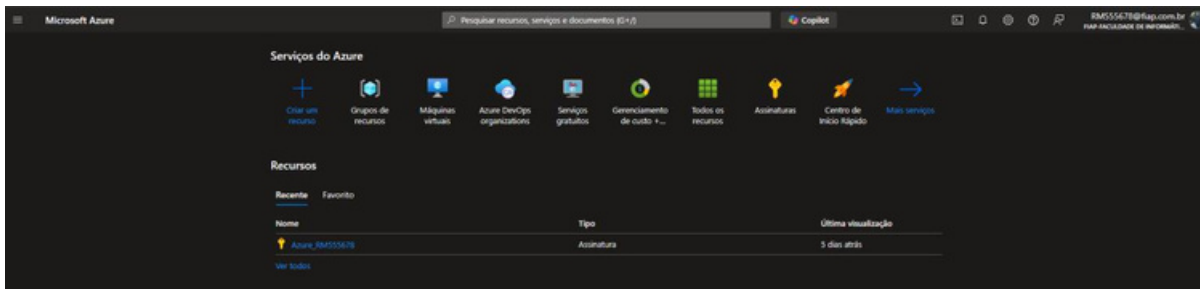 Microsoft Azure
Pesquisar recursos, serviços e documentos (G+/)
Copilot
RM555678@fiap.com.br
FIAP-FACULDADE DE INFORMÁTI...
Serviços do Azure
Criar um recurso
Grupos de recursos
Máquinas virtuais
Azure DevOps organizations
Serviços gratuitos
Gerenciamento de custo +...
Todos os recursos
Assinaturas
Centro de Início Rápido
Mais serviços
Recursos
Recente Favorito
Nome Tipo Última visualização
Azure_RM555678 Assinatura 5 dias atrás
Ver todos